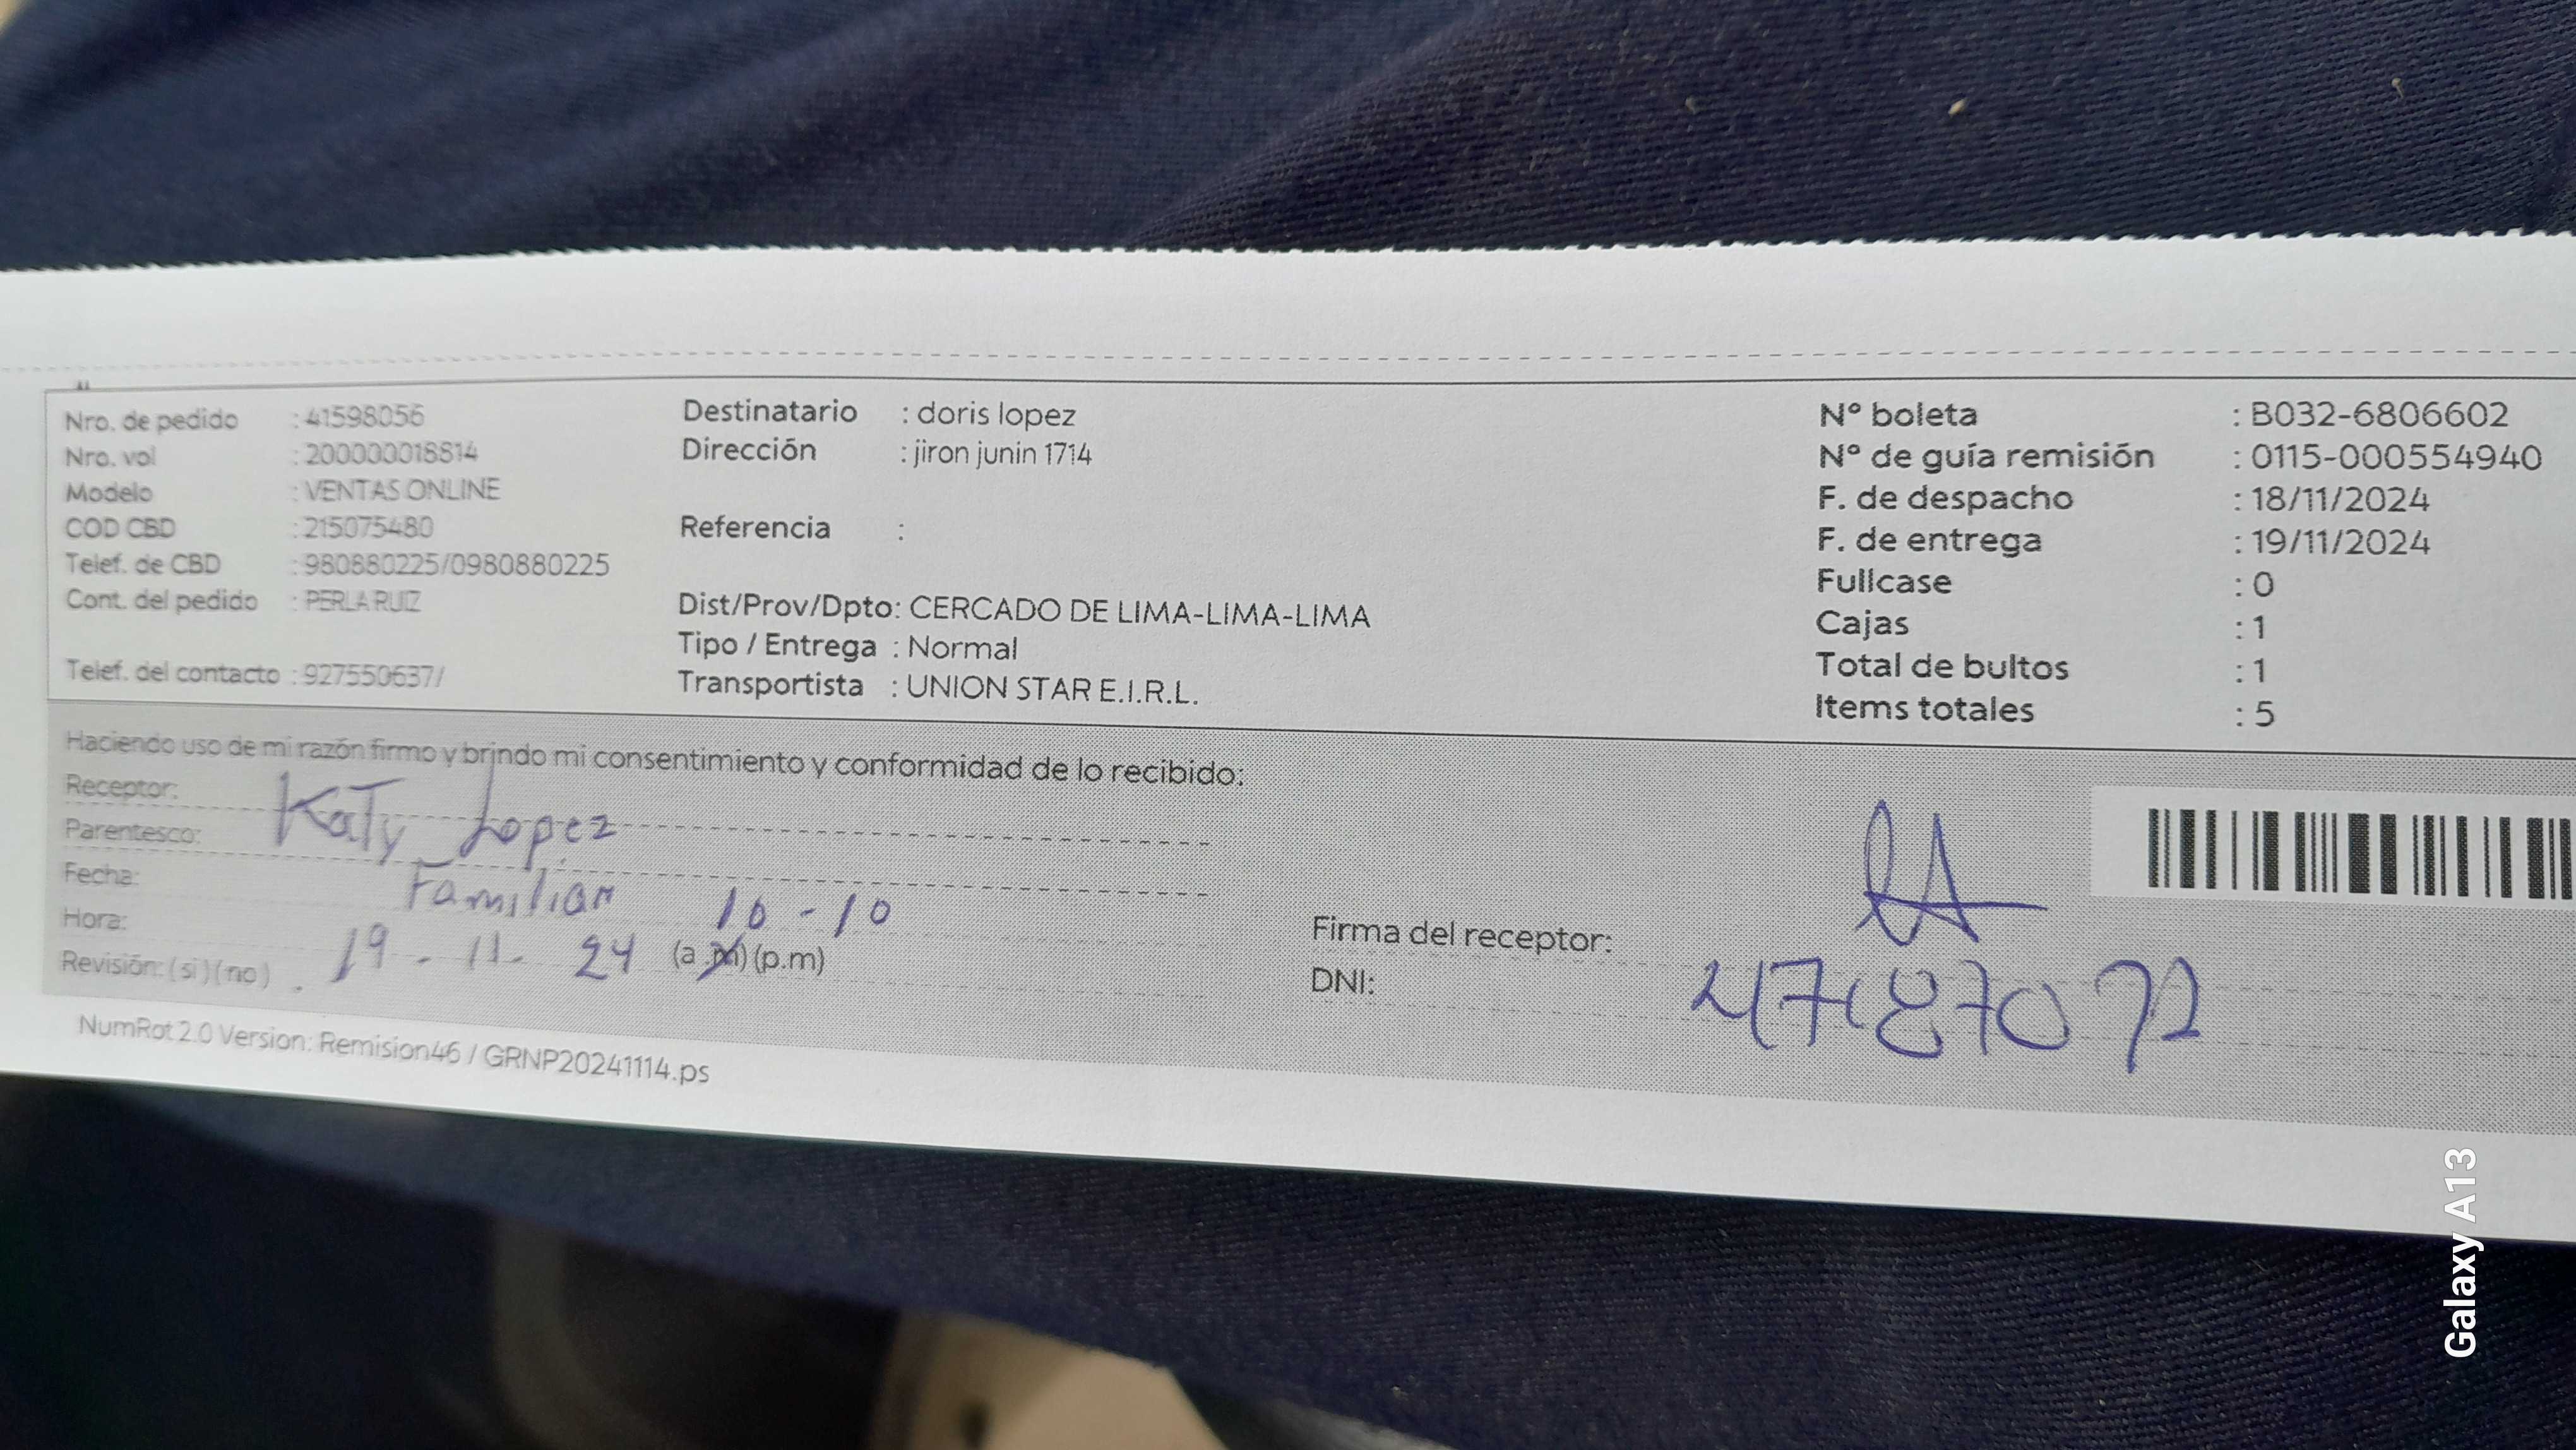 Nro. de pedido : 41598056
Nro. vol : 200000018814
Modelo : VENTAS ONLINE
COD CBD : 215075480
Telef. de CBD : 980880225/0980880225
Cont. del pedido : PERLA RUIZ
Telef. del contacto : 927550637/
Destinatario : doris lopez
Dirección : jiron junin 1714
Referencia :
Dist/Prov/Dpto: CERCADO DE LIMA-LIMA-LIMA
Tipo / Entrega : Normal
Transportista : UNION STAR E.I.R.L.
Nº boleta : B032-6806602
Nº de guía remisión : 0115-000554940
F. de despacho : 18/11/2024
F. de entrega : 19/11/2024
Fullcase : 0
Cajas : 1
Total de bultos : 1
Items totales : 5
Haciendo uso de mi razón firmo y brindo mi consentimiento y conformidad de lo recibido:
Receptor: Katy Lopez
Parentesco: Familiar
Fecha: 19-11-24
Hora: 10-10 (a.m)(p.m)
Revisión: (si)(no)
Firma del receptor:
DNI:
NumRot 2.0 Version: Remision46 / GRNP20241114.ps
Galaxy A13